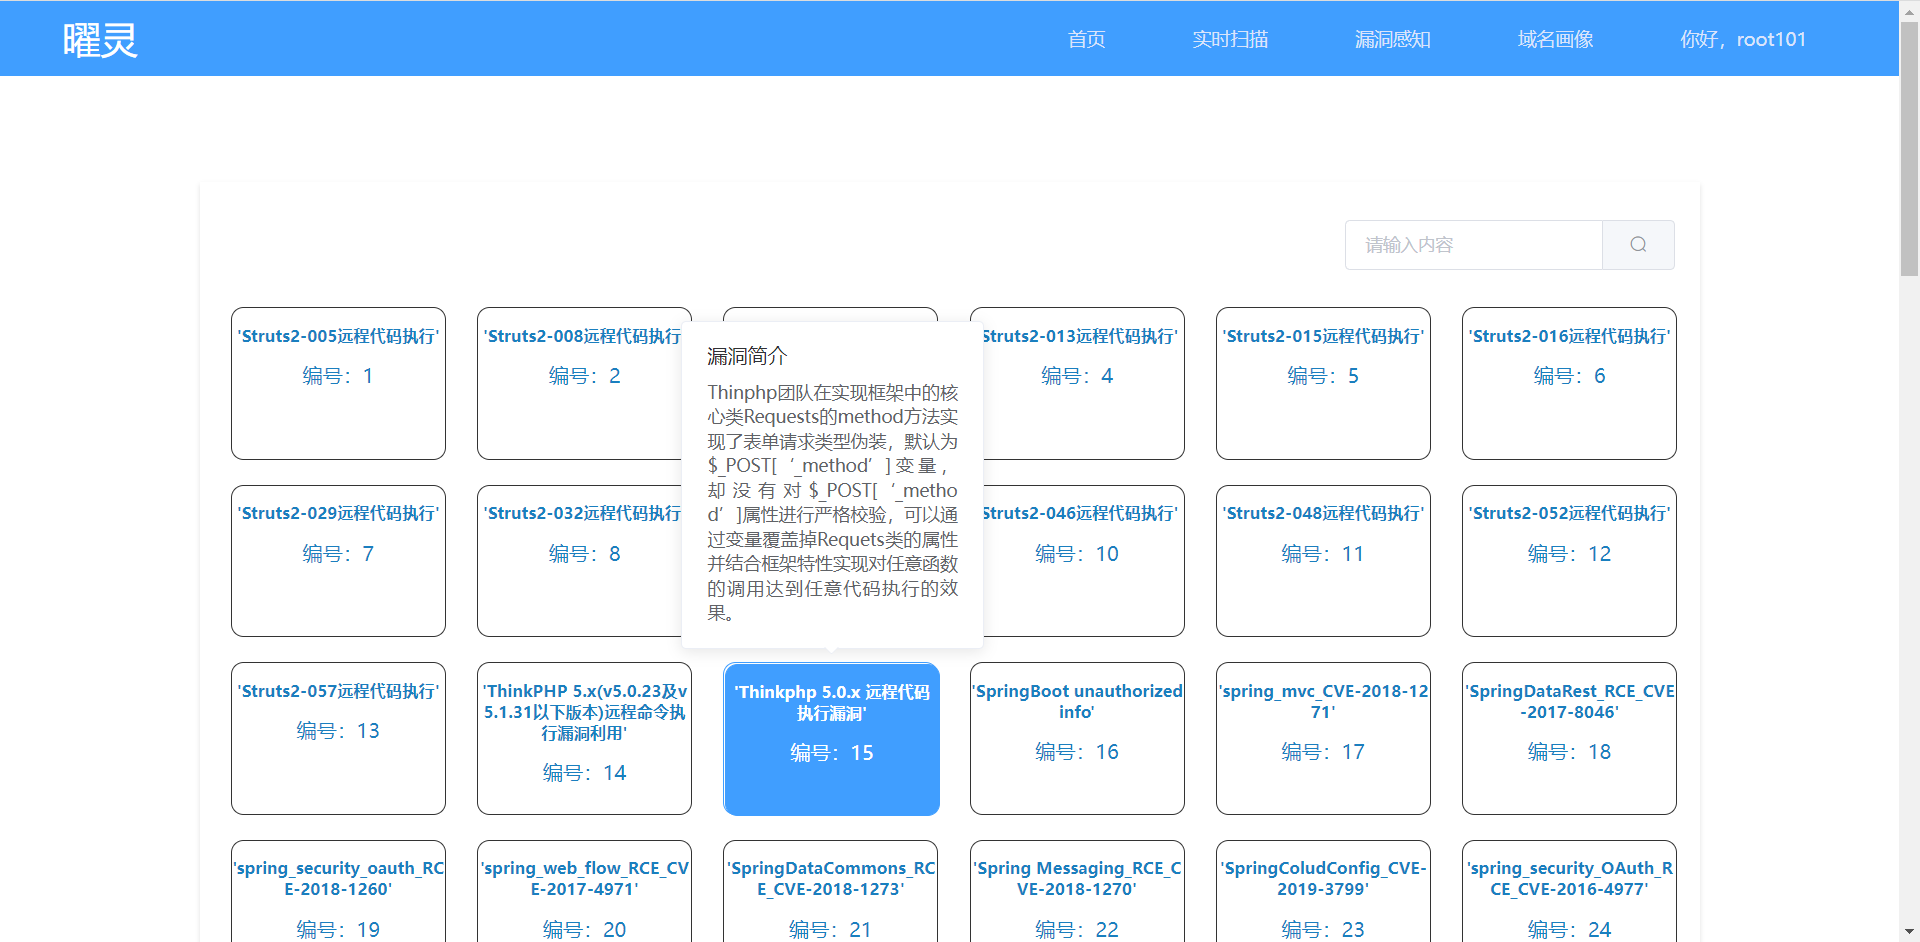 曜灵
首页
实时扫描
漏洞感知
域名画像
你好，root101
请输入内容
'Struts2-005远程代码执行'
编号：1
'Struts2-008远程代码执行
编号：2
Struts2-013远程代码执行'
编号：4
'Struts2-015远程代码执行'
编号：5
'Struts2-016远程代码执行'
编号：6
漏洞简介
Thinphp团队在实现框架中的核
心类Requests的method方法实
现了表单请求类型伪装，默认为
$_POST[‘_method’]变量，
却没有对$_POST[‘_metho
d’]属性进行严格校验，可以通
过变量覆盖掉Requets类的属性
并结合框架特性实现对任意函数
的调用达到任意代码执行的效
果。
'Struts2-029远程代码执行'
编号：7
'Struts2-032远程代码执行
编号：8
Struts2-046远程代码执行'
编号：10
'Struts2-048远程代码执行'
编号：11
'Struts2-052远程代码执行'
编号：12
'Struts2-057远程代码执行'
编号：13
'ThinkPHP 5.x(v5.0.23及v
5.1.31以下版本)远程命令执
行漏洞利用'
编号：14
'Thinkphp 5.0.x 远程代码
执行漏洞'
编号：15
'SpringBoot unauthorized
info'
编号：16
'spring_mvc_CVE-2018-12
71'
编号：17
'SpringDataRest_RCE_CVE
-2017-8046'
编号：18
'spring_security_oauth_RC
E-2018-1260'
编号：19
'spring_web_flow_RCE_CV
E-2017-4971'
编号：20
'SpringDataCommons_RC
E_CVE-2018-1273'
编号：21
'Spring Messaging_RCE_C
VE-2018-1270'
编号：22
'SpringColudConfig_CVE-
2019-3799'
编号：23
'spring_security_OAuth_R
CE_CVE-2016-4977'
编号：24